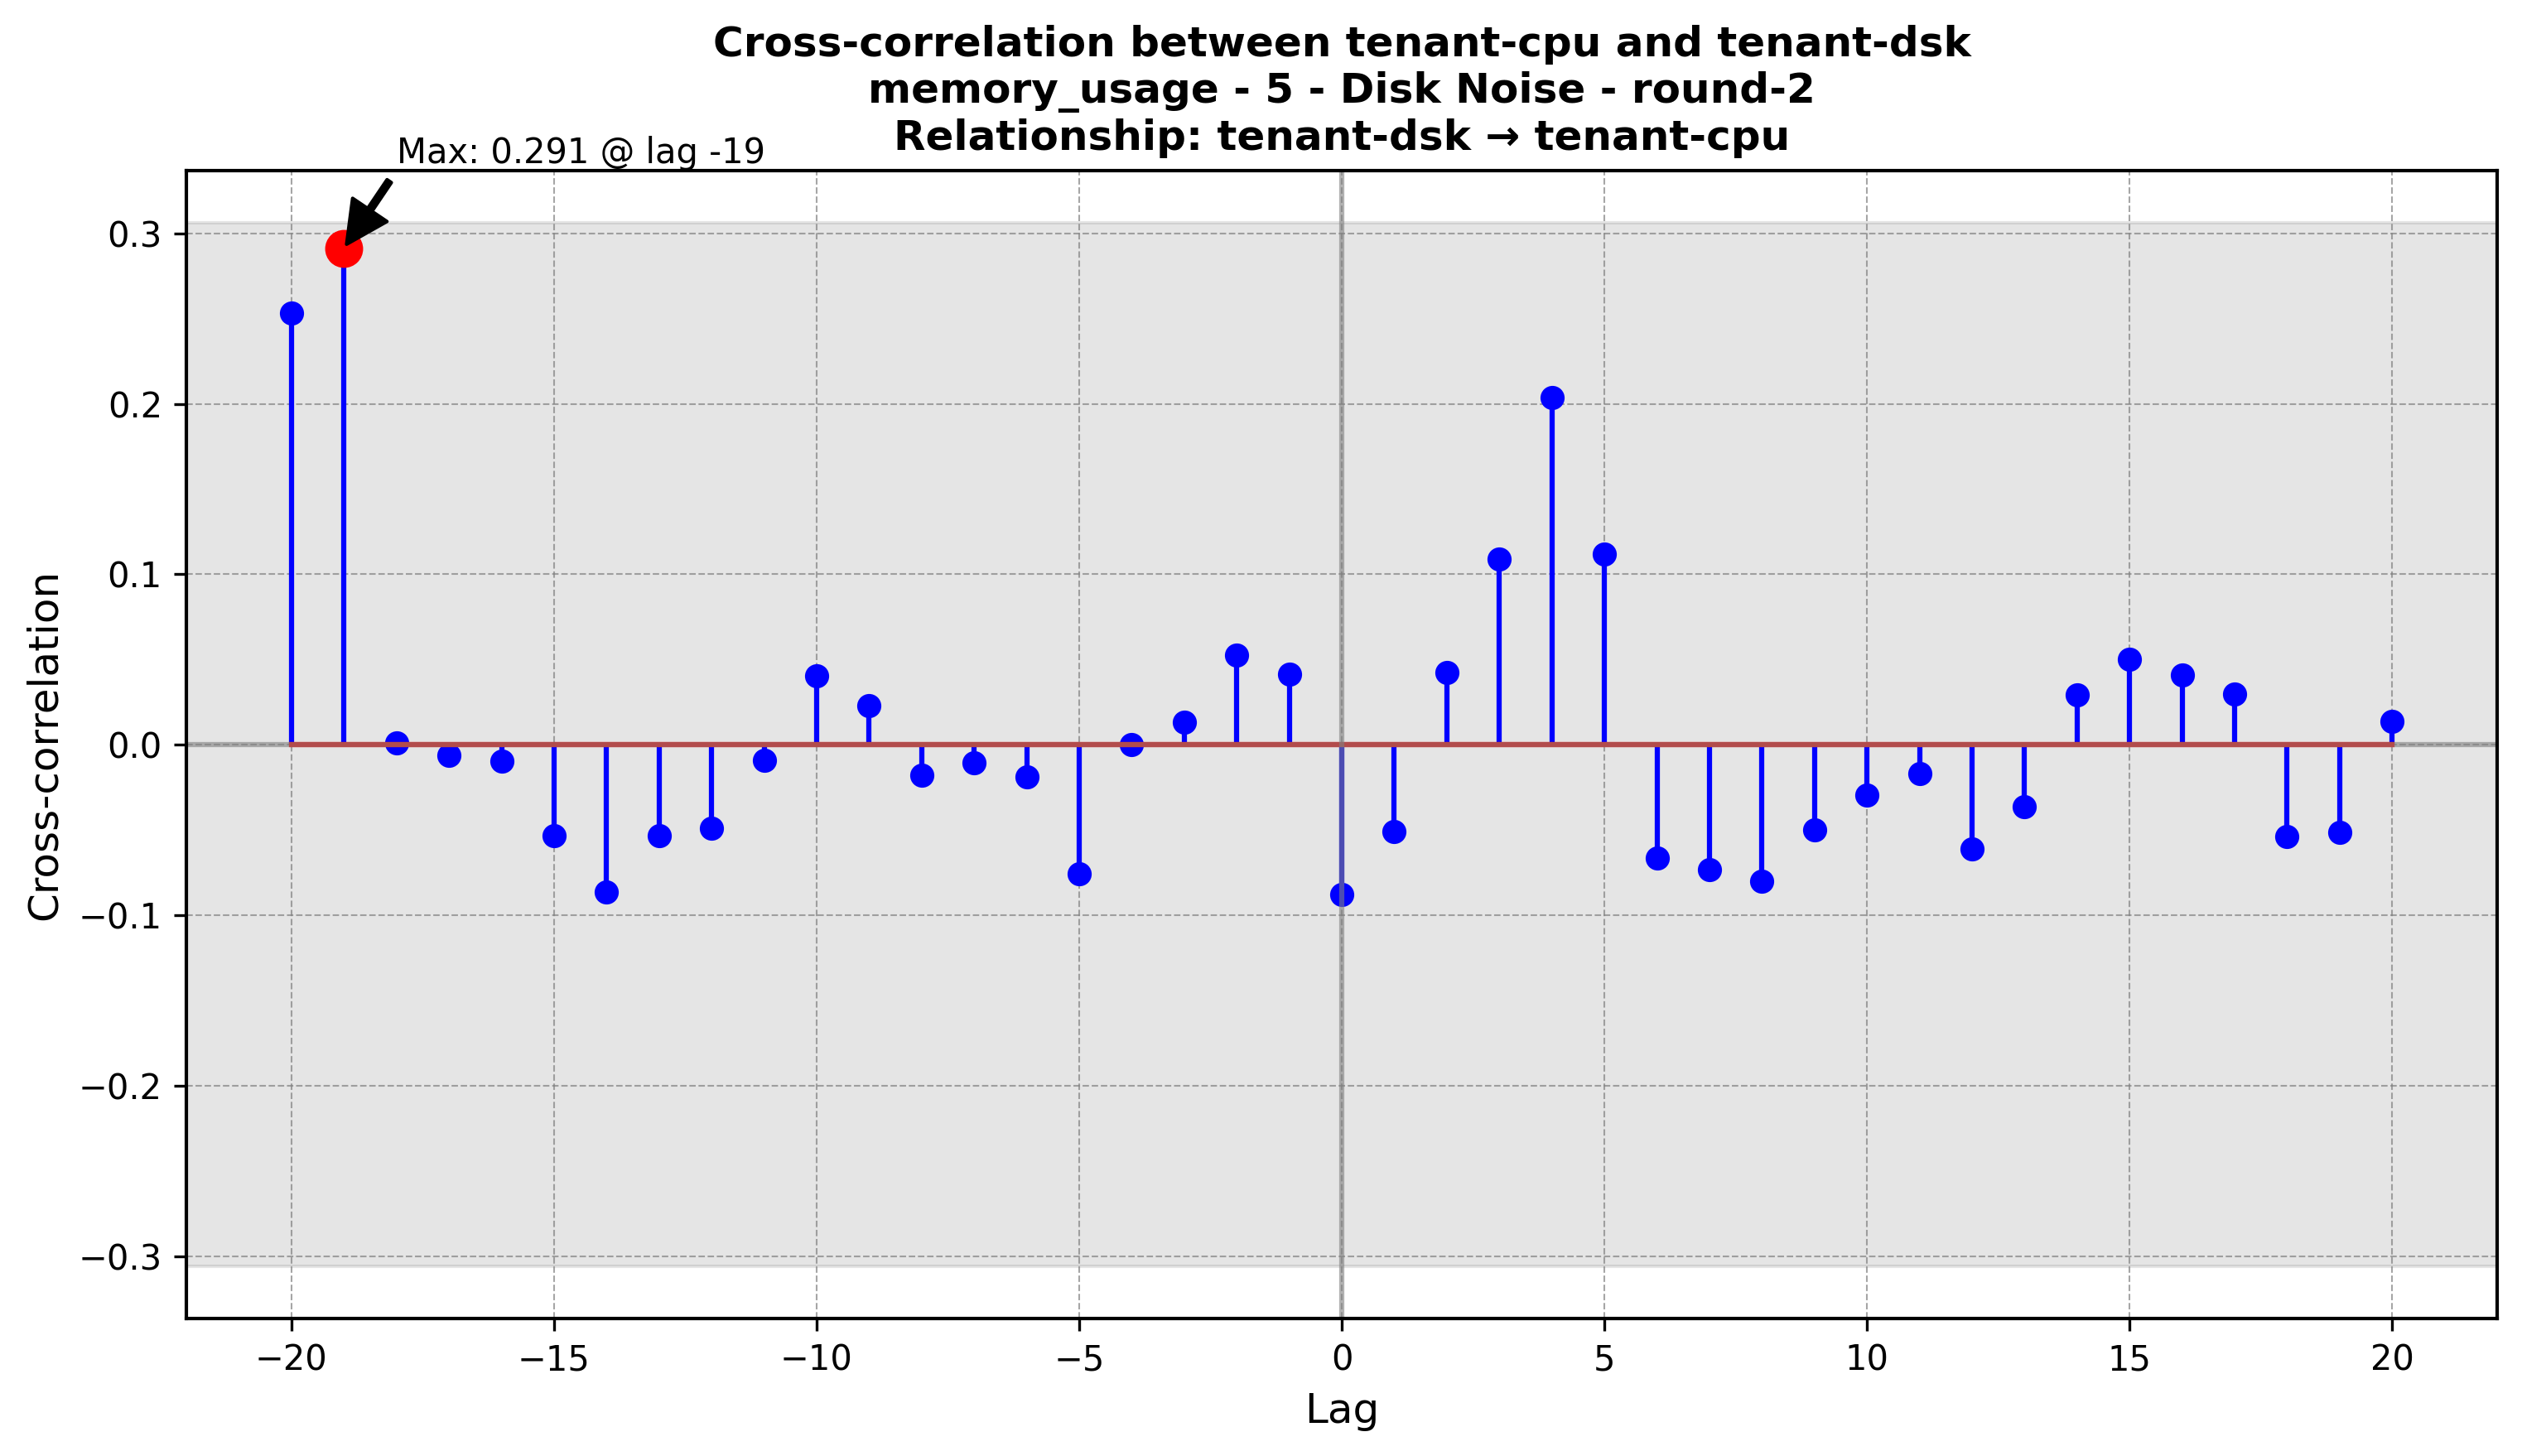 Cross-correlation between tenant-cpu and tenant-dsk
memory_usage - 5 - Disk Noise - round-2
Relationship: tenant-dsk → tenant-cpu
Max: 0.291 @ lag -19
0.3
0.2
0.1
0.0
−0.1
−0.2
−0.3
Cross-correlation
−20
−15
−10
−5
0
5
10
15
20
Lag